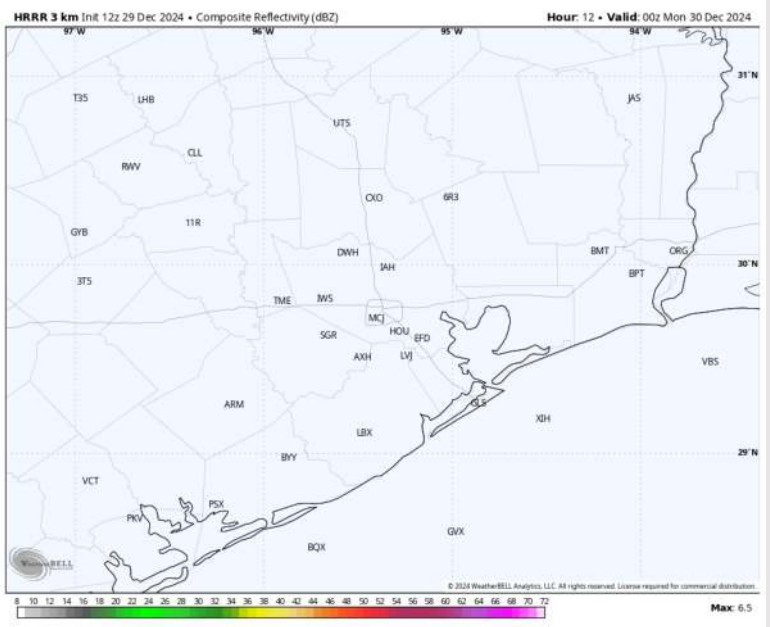 HRRR 3 km Init 12z 29 Dec 2024 • Composite Reflectivity (dBZ) Hour: 12 • Valid: 00z Mon 30 Dec 2024
97°W 96°W 95°W 94°W
31°N
T35 LHB JAS
UTS
CLL
RWV
CXO 6R3
11R
GYB
DWH BMT ORG
IAH 30°N
BPT
3T5
TME IWS
MCJ
SGR HOU EFD
AXH LVJ
VBS
ARM GLS
XIH
LBX
BYY 29°N
VCT
PSX
PKV
GVX
BQX
WEATHERBELL
© 2024 WeatherBELL Analytics, LLC. All rights reserved. License required for commercial distribution.
8 10 12 14 16 18 20 22 24 26 28 30 32 34 36 38 40 42 44 46 48 50 52 54 56 58 60 62 64 66 68 70 72
Max: 6.5